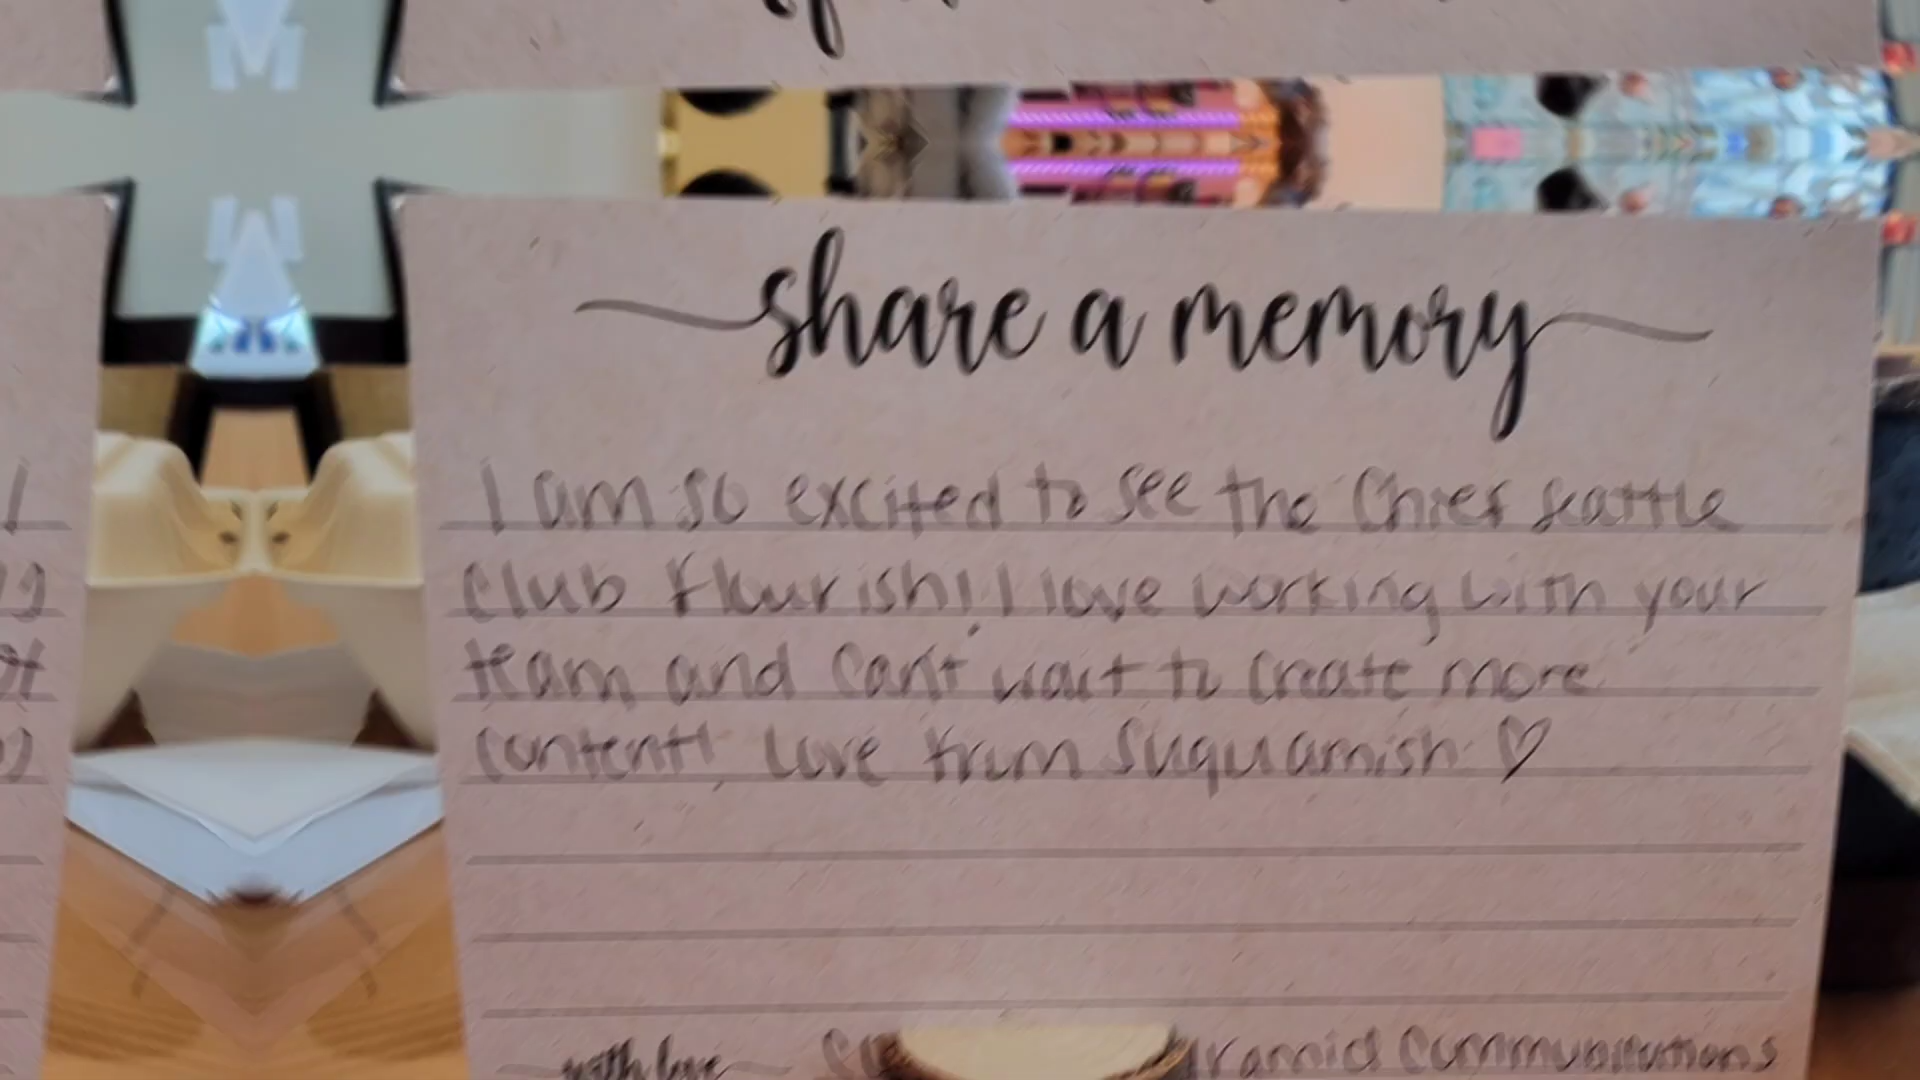 share a memory
I am so excited to see the Chief Seattle
Club flourish! I love working with your
team and can't wait to create more
content! Love from Suquamish ♡
with love Communications